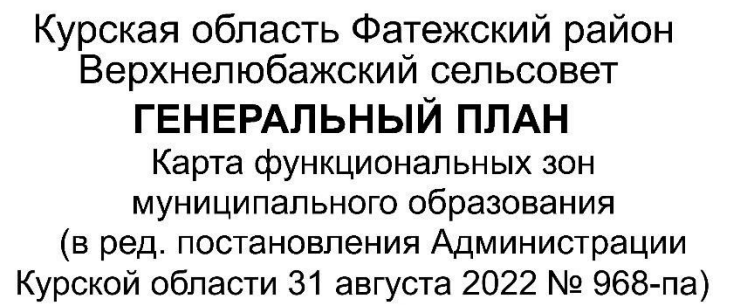 Курская область Фатежский район
Верхнелюбажский сельсовет
ГЕНЕРАЛЬНЫЙ ПЛАН
Карта функциональных зон
муниципального образования
(в ред. постановления Администрации
Курской области 31 августа 2022 № 968-па)